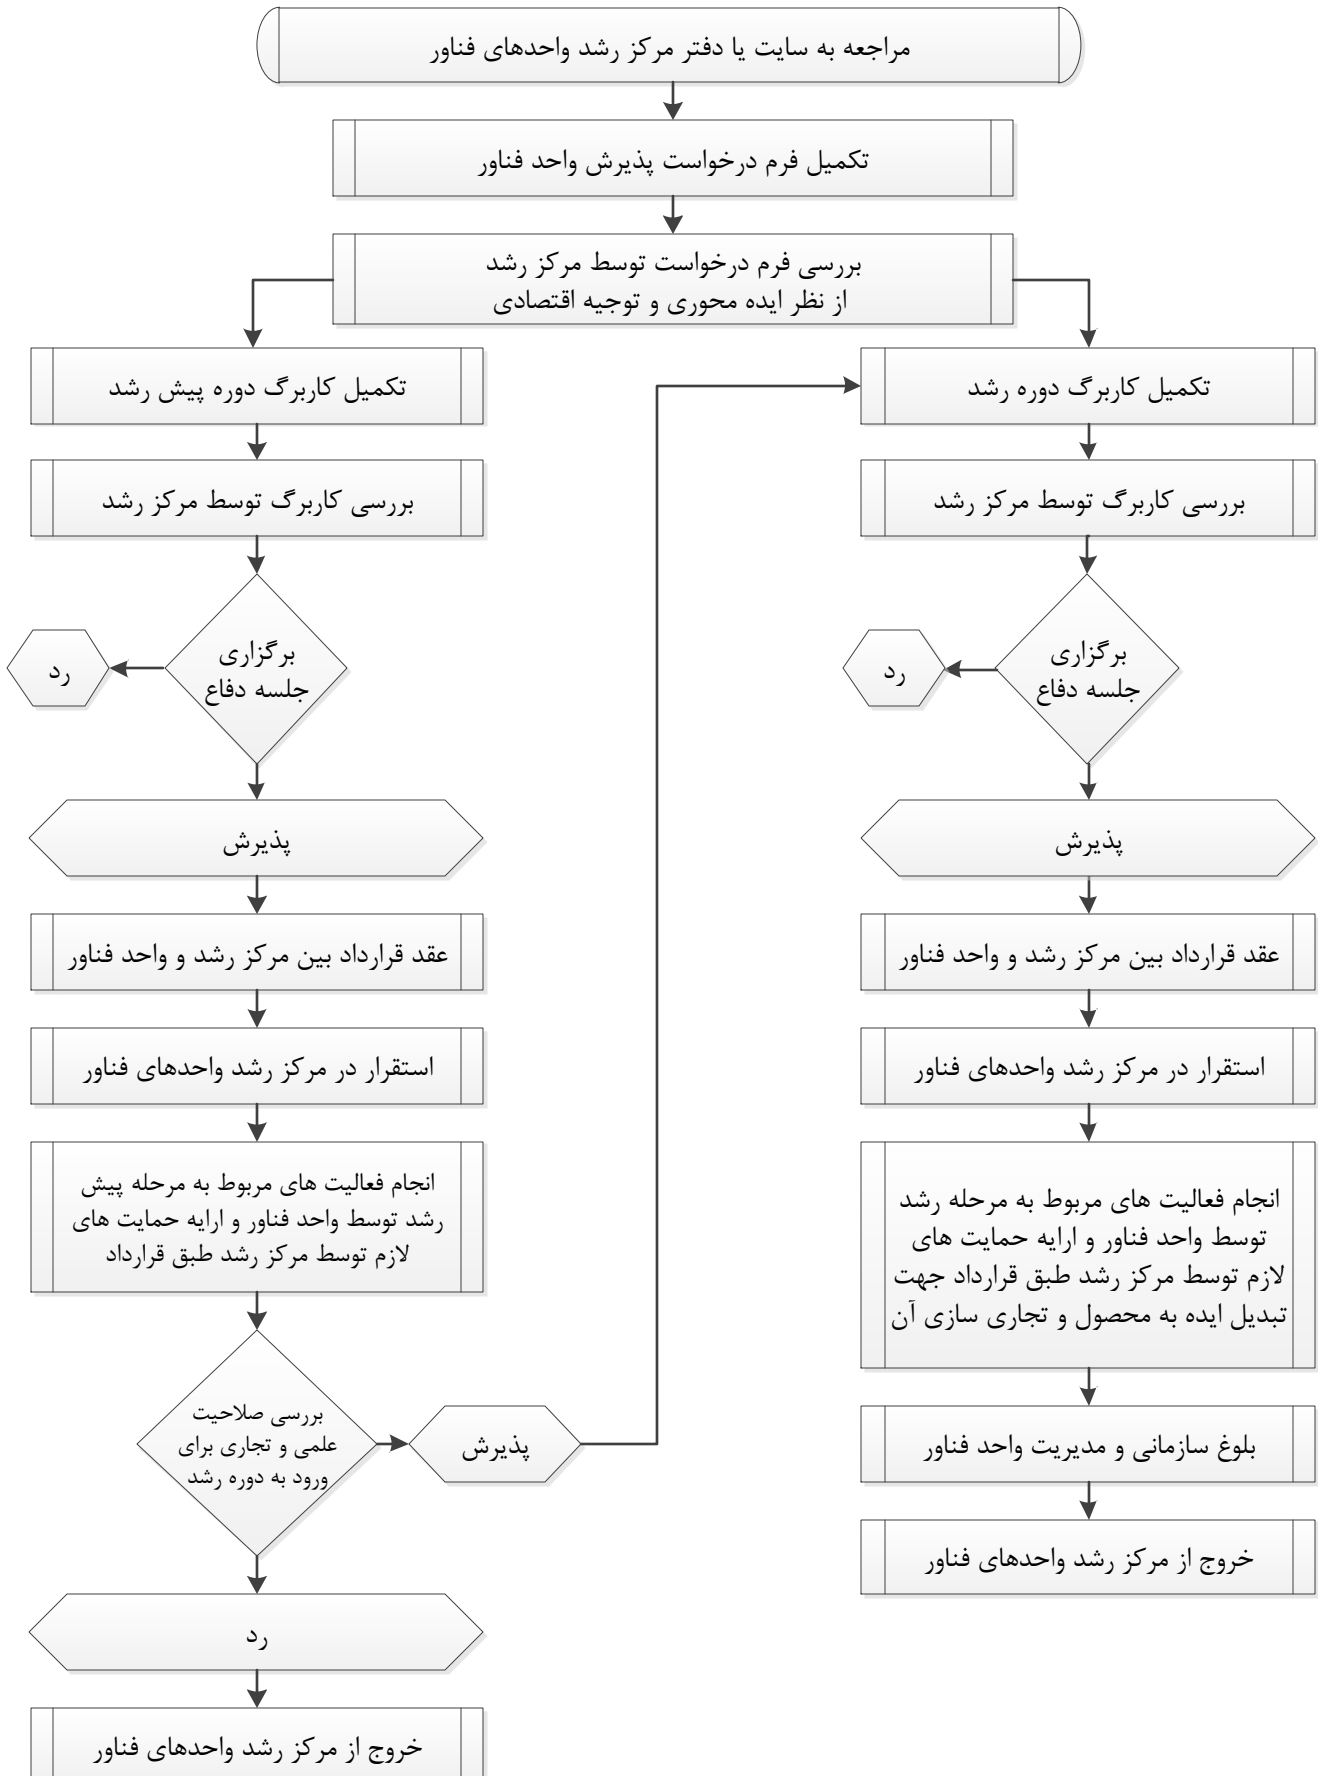 مراجعه به سایت یا دفتر مرکز رشد واحدهای فناور
تکمیل فرم درخواست پذیرش واحد فناور
بررسی فرم درخواست توسط مرکز رشد
از نظر ایده محوری و توجیه اقتصادی
تکمیل کاربرگ دوره رشد
بررسی کاربرگ توسط مرکز رشد
برگزاری
جلسه دفاع
رد
پذیرش
عقد قرارداد بین مرکز رشد و واحد فناور
استقرار در مرکز رشد واحدهای فناور
انجام فعالیت های مربوط به مرحله رشد
توسط واحد فناور و ارایه حمایت های
لازم توسط مرکز رشد طبق قرارداد جهت
تبدیل ایده به محصول و تجاری سازی آن
بلوغ سازمانی و مدیریت واحد فناور
خروج از مرکز رشد واحدهای فناور
تکمیل کاربرگ دوره پیش رشد
بررسی کاربرگ توسط مرکز رشد
برگزاری
جلسه دفاع
رد
پذیرش
عقد قرارداد بین مرکز رشد و واحد فناور
استقرار در مرکز رشد واحدهای فناور
انجام فعالیت های مربوط به مرحله پیش
رشد توسط واحد فناور و ارایه حمایت های
لازم توسط مرکز رشد طبق قرارداد
بررسی صلاحیت
علمی و تجاری برای
ورود به دوره رشد
پذیرش
رد
خروج از مرکز رشد واحدهای فناور